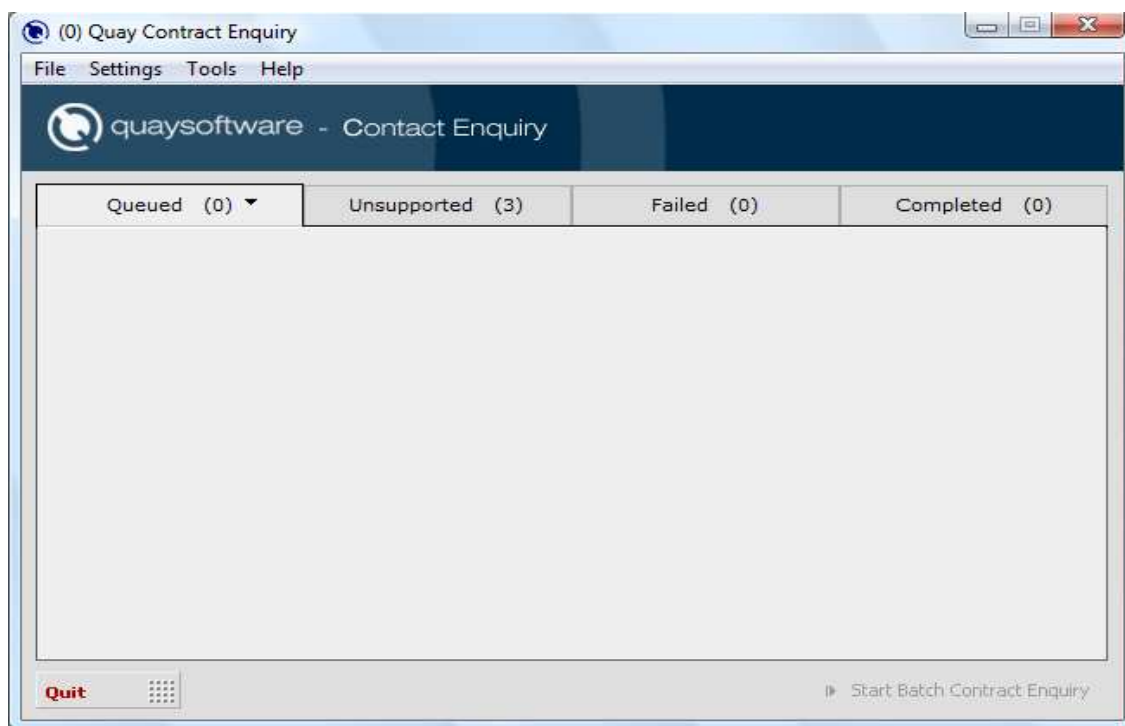 (0) Quay Contract Enquiry
File Settings Tools Help
quaysoftware - Contact Enquiry
Queued (0) Unsupported (3) Failed (0) Completed (0)
Quit Start Batch Contract Enquiry